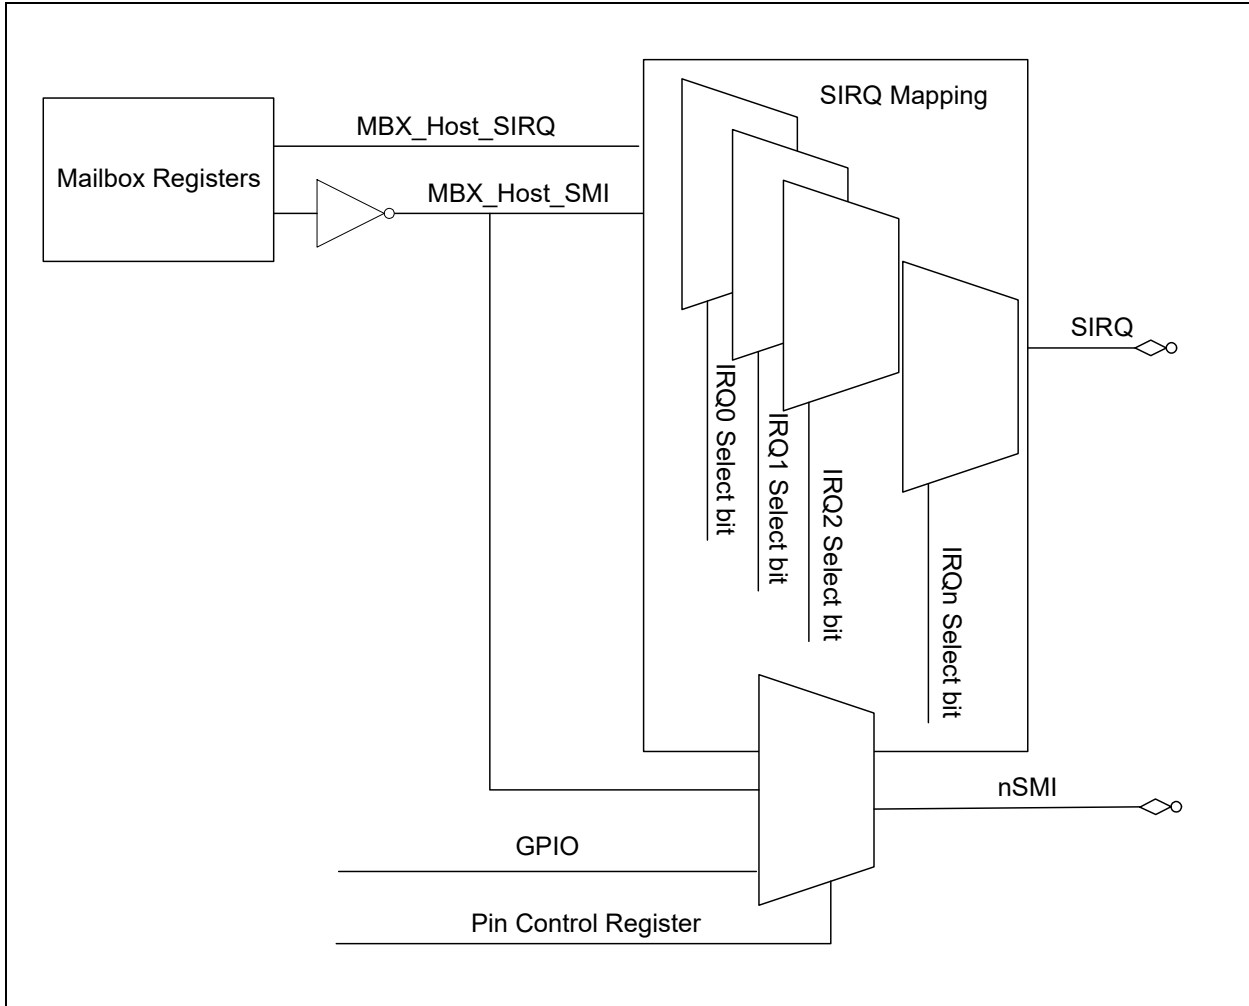 SIRQ Mapping
MBX_Host_SIRQ
Mailbox Registers
MBX_Host_SMI
SIRQ
IRQ0 Select bit
IRQ1 Select bit
IRQ2 Select bit
IRQn Select bit
nSMI
GPIO
Pin Control Register